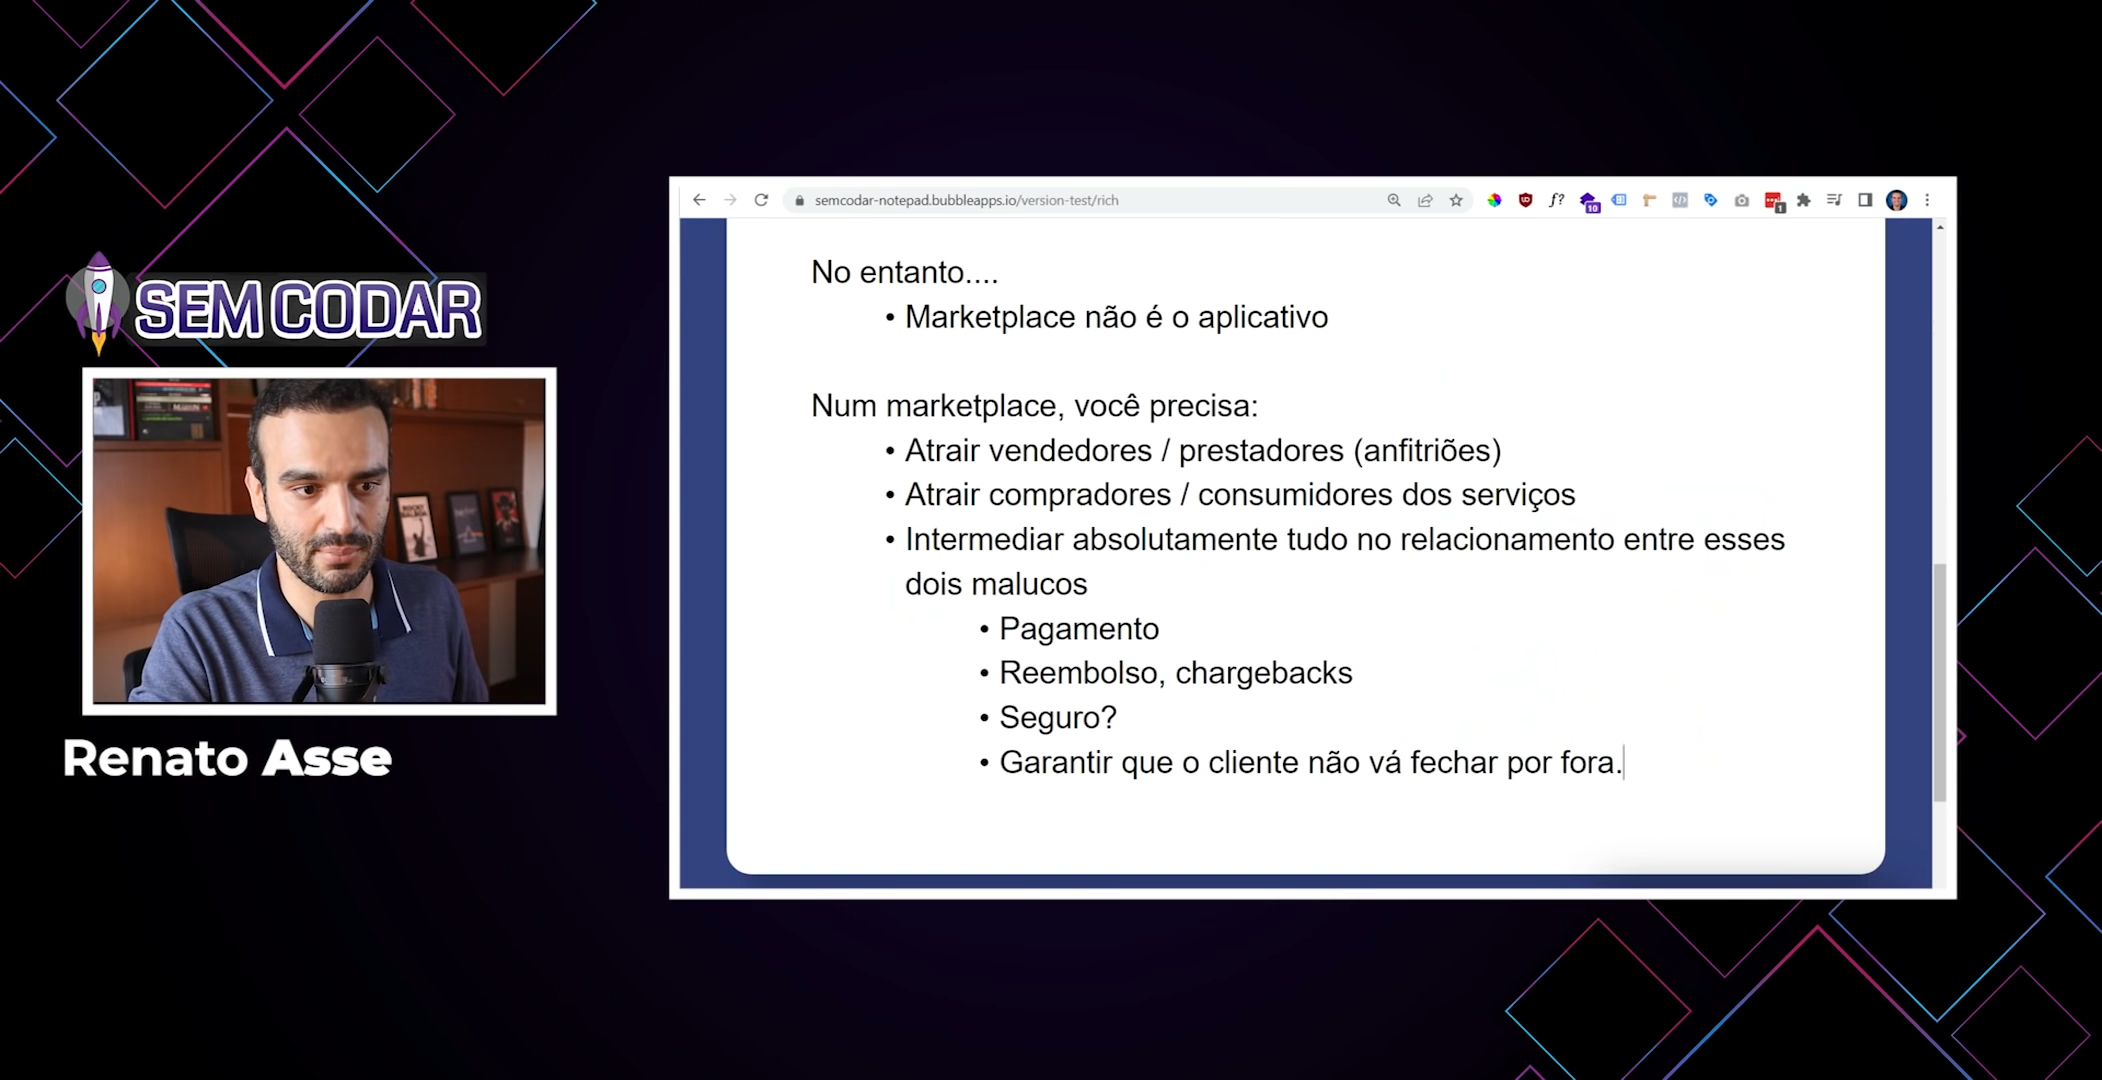 SEM CODAR
Renato Asse
semcodar-notepad.bubbleapps.io/version-test/rich
f?
10
1
No entanto....
• Marketplace não é o aplicativo
Num marketplace, você precisa:
• Atrair vendedores / prestadores (anfitriões)
• Atrair compradores / consumidores dos serviços
• Intermediar absolutamente tudo no relacionamento entre esses
dois malucos
• Pagamento
• Reembolso, chargebacks
• Seguro?
• Garantir que o cliente não vá fechar por fora.